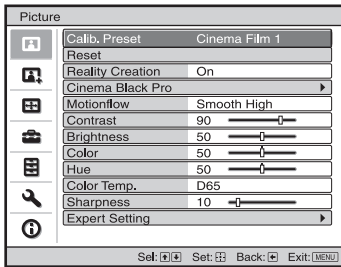 Picture
Calib. Preset Cinema Film 1
Reset
Reality Creation On
Cinema Black Pro
Motionflow Smooth High
Contrast 90
Brightness 50
Color 50
Hue 50
Color Temp. D65
Sharpness 10
Expert Setting
Sel: Set: Back: Exit: MENU